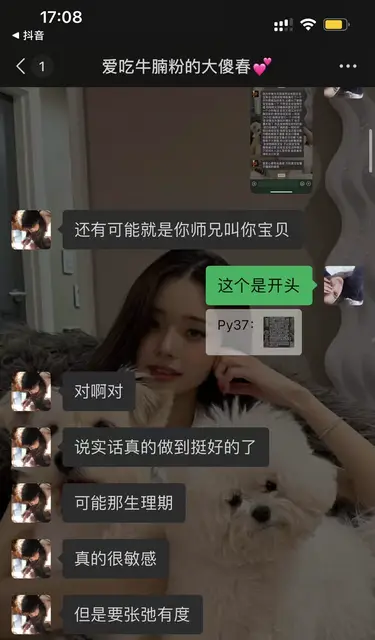 17:08
抖音
1
爱吃牛腩粉的大傻春💕
还有可能就是你师兄叫你宝贝
这个是开头
Py37:
对啊对
说实话真的做到挺好的了
可能那生理期
真的很敏感
但是要张弛有度